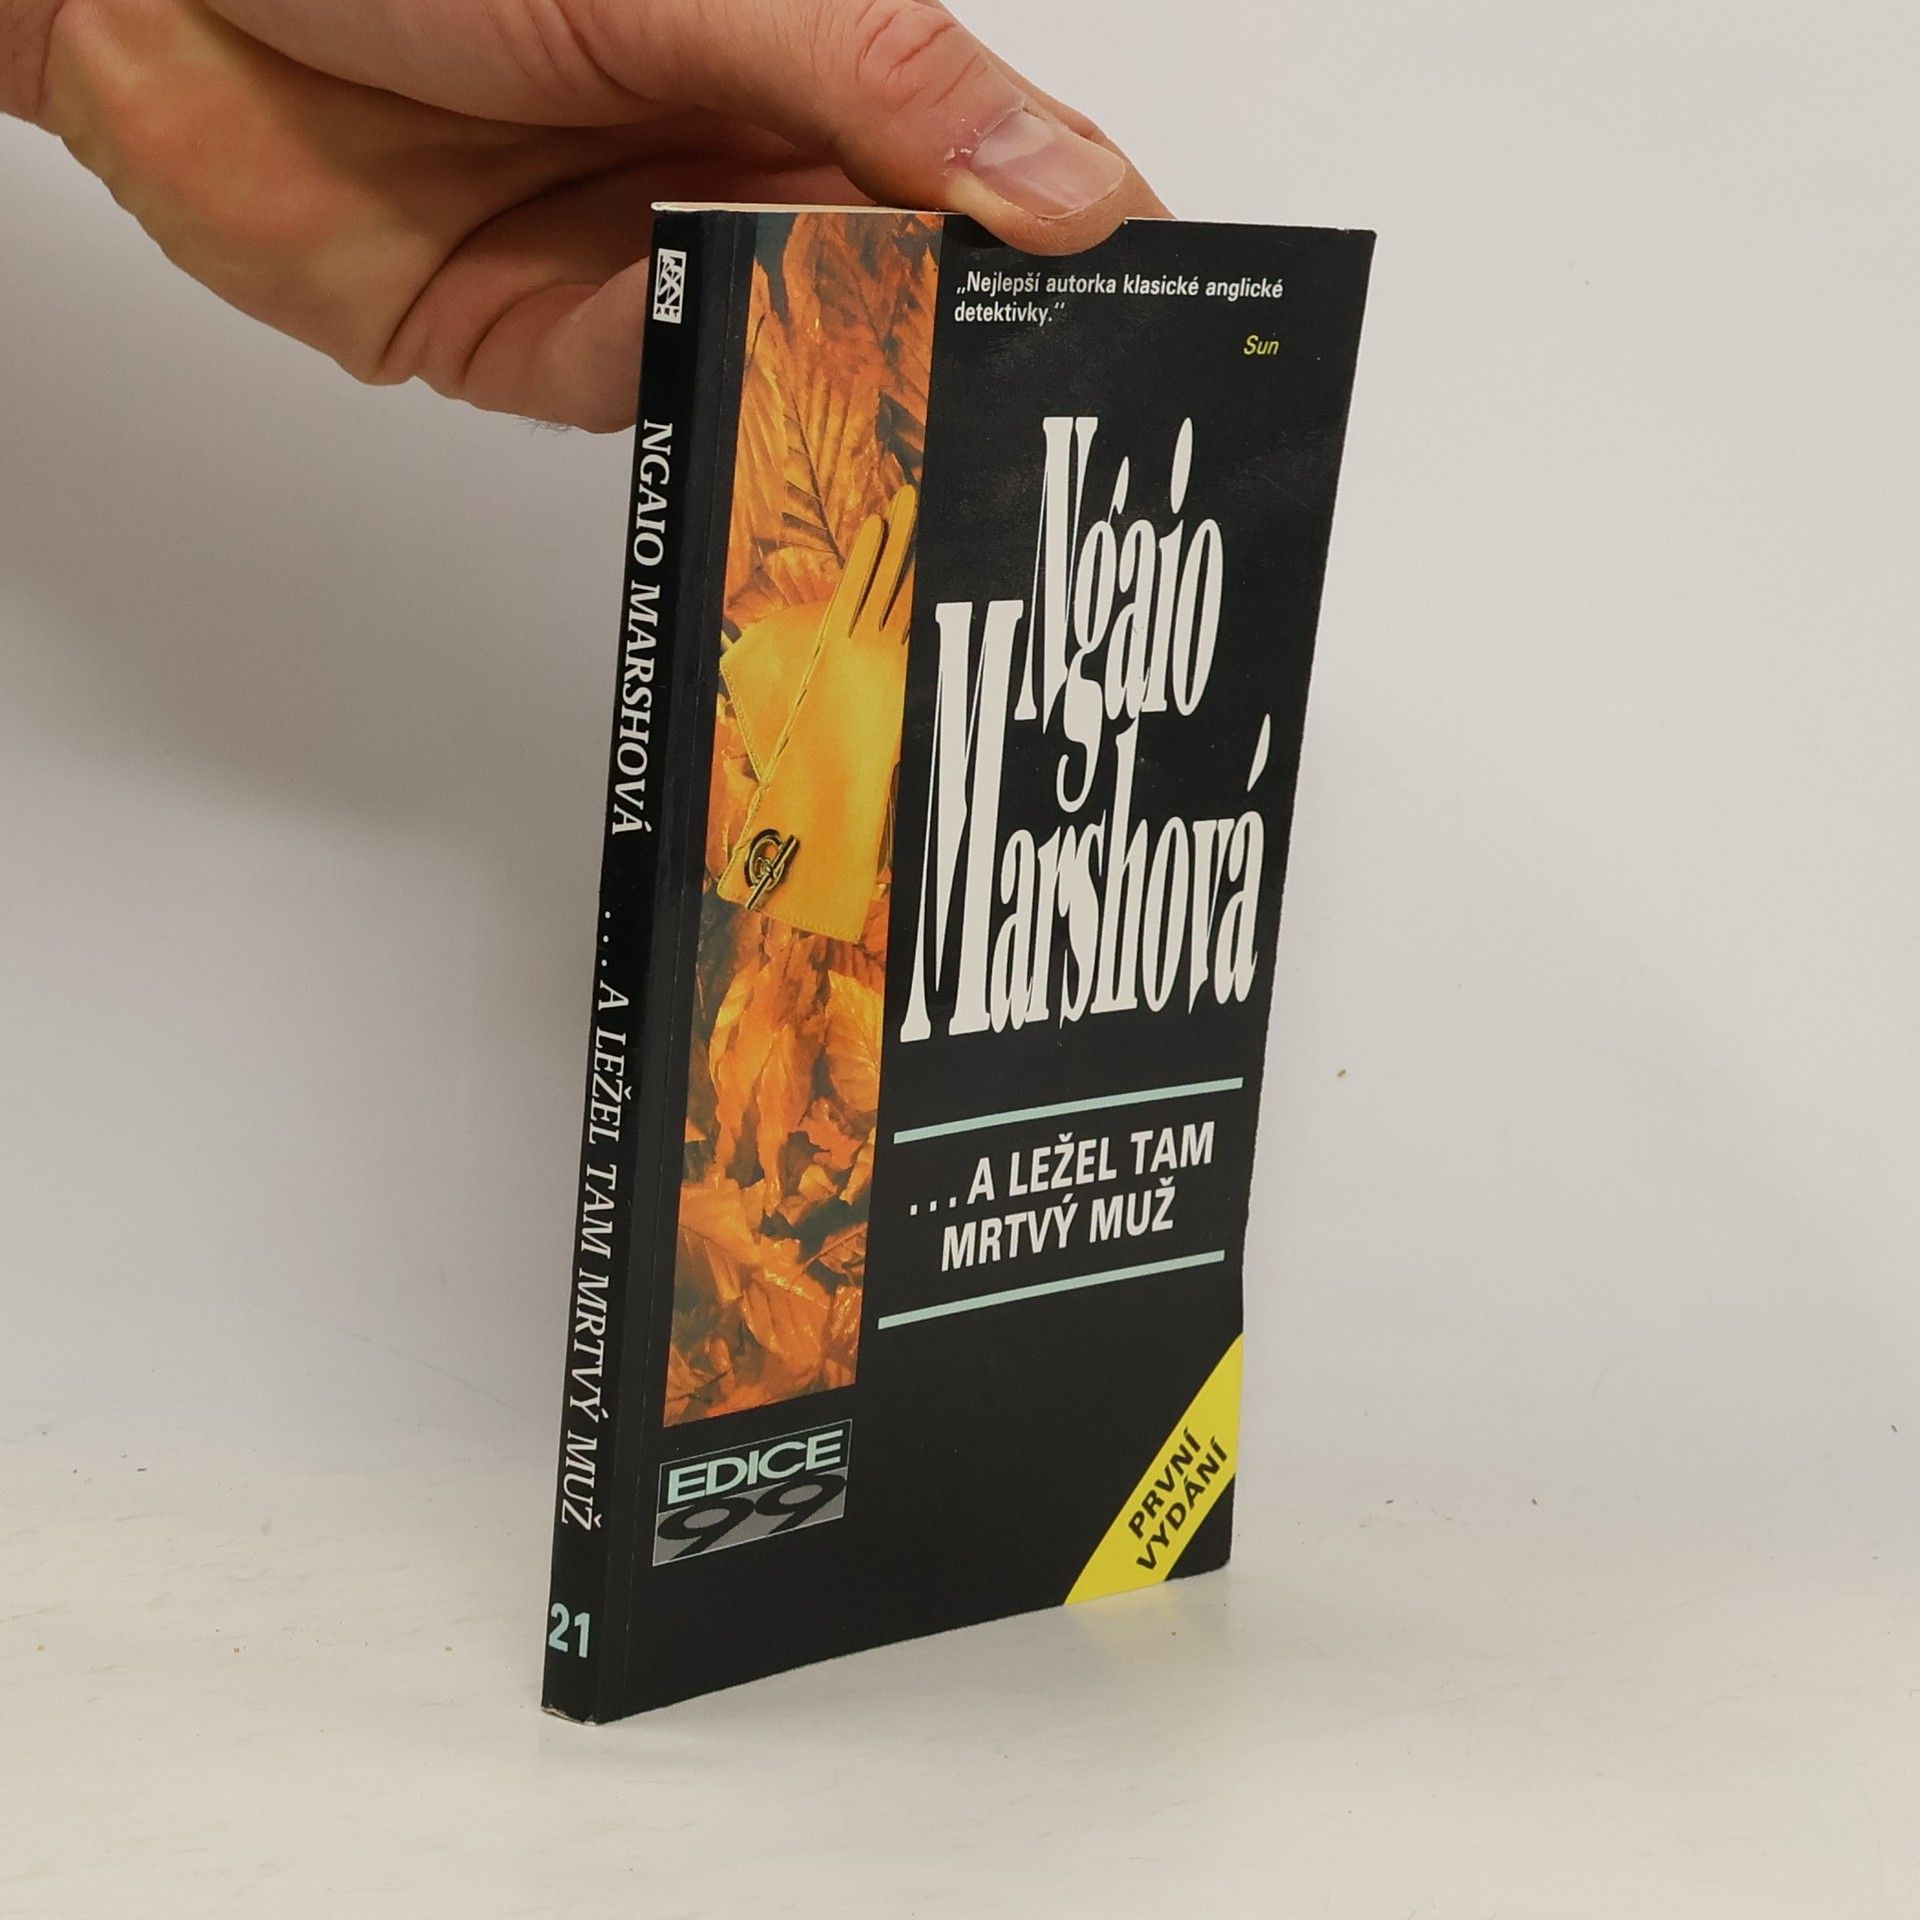 „Nejlepší autorka klasické anglické
detektivky.“
Sun
Ngaio
Marshová
...A LEŽEL TAM
MRTVÝ MUŽ
EDICE
99
PRVNÍ
VYDÁNÍ
NGAIO MARSHOVÁ ....A LEŽEL TAM MRTVÝ MUŽ
21
ART